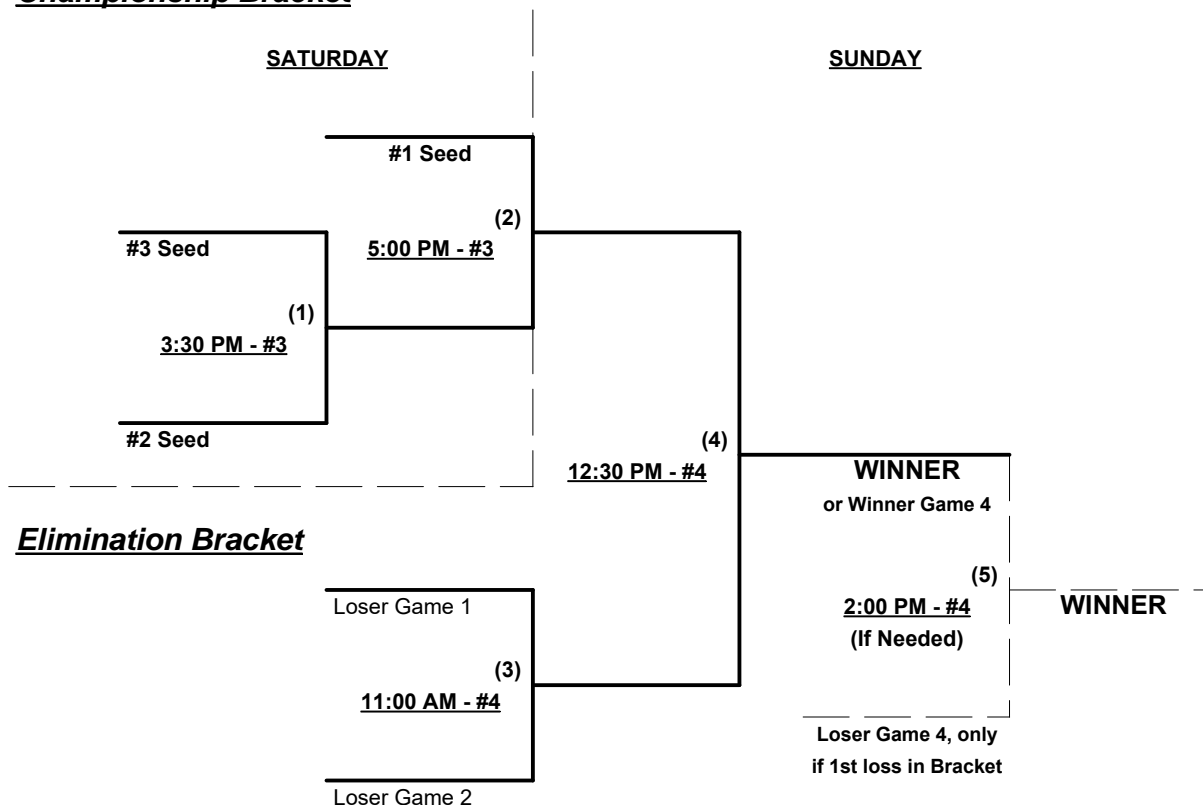 Championship Bracket
SATURDAY
SUNDAY
#1 Seed
(2)
5:00 PM - #3
#3 Seed
(1)
3:30 PM - #3
#2 Seed
(4)
12:30 PM - #4
WINNER
or Winner Game 4
Elimination Bracket
(5)
2:00 PM - #4
(If Needed)
WINNER
Loser Game 1
(3)
11:00 AM - #4
Loser Game 2
Loser Game 4, only
if 1st loss in Bracket